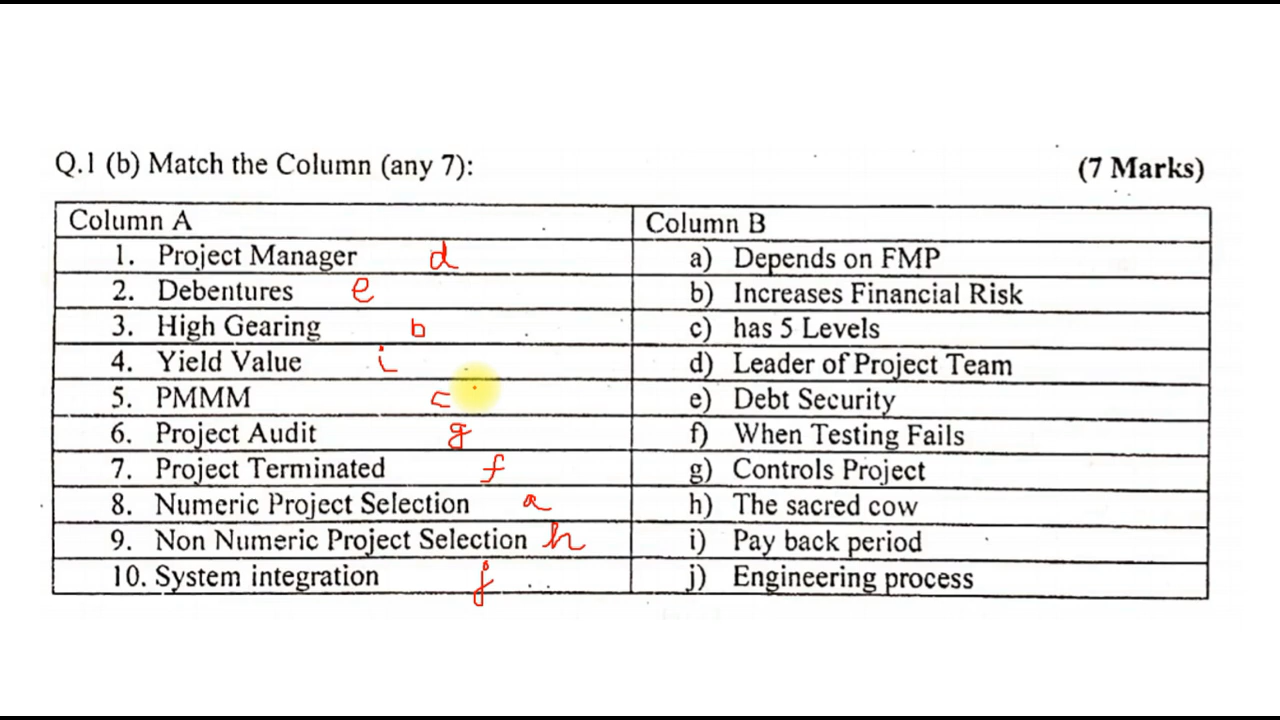 Q.1 (b) Match the Column (any 7): (7 Marks)
Column A Column B
1. Project Manager d a) Depends on FMP
2. Debentures e b) Increases Financial Risk
3. High Gearing b c) has 5 Levels
4. Yield Value i d) Leader of Project Team
5. PMMM c e) Debt Security
6. Project Audit g f) When Testing Fails
7. Project Terminated f g) Controls Project
8. Numeric Project Selection a h) The sacred cow
9. Non Numeric Project Selection h i) Pay back period
10. System integration j j) Engineering process